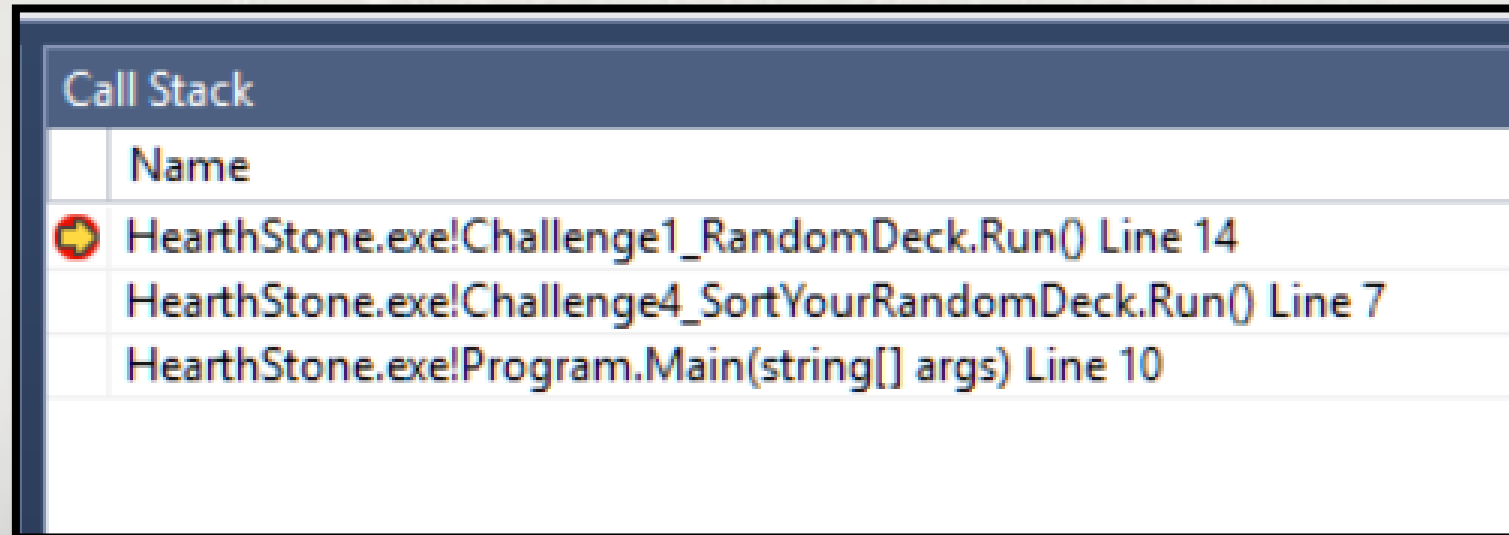 Call Stack
Name
HearthStone.exe!Challenge1_RandomDeck.Run() Line 14
HearthStone.exe!Challenge4_SortYourRandomDeck.Run() Line 7
HearthStone.exe!Program.Main(string[] args) Line 10